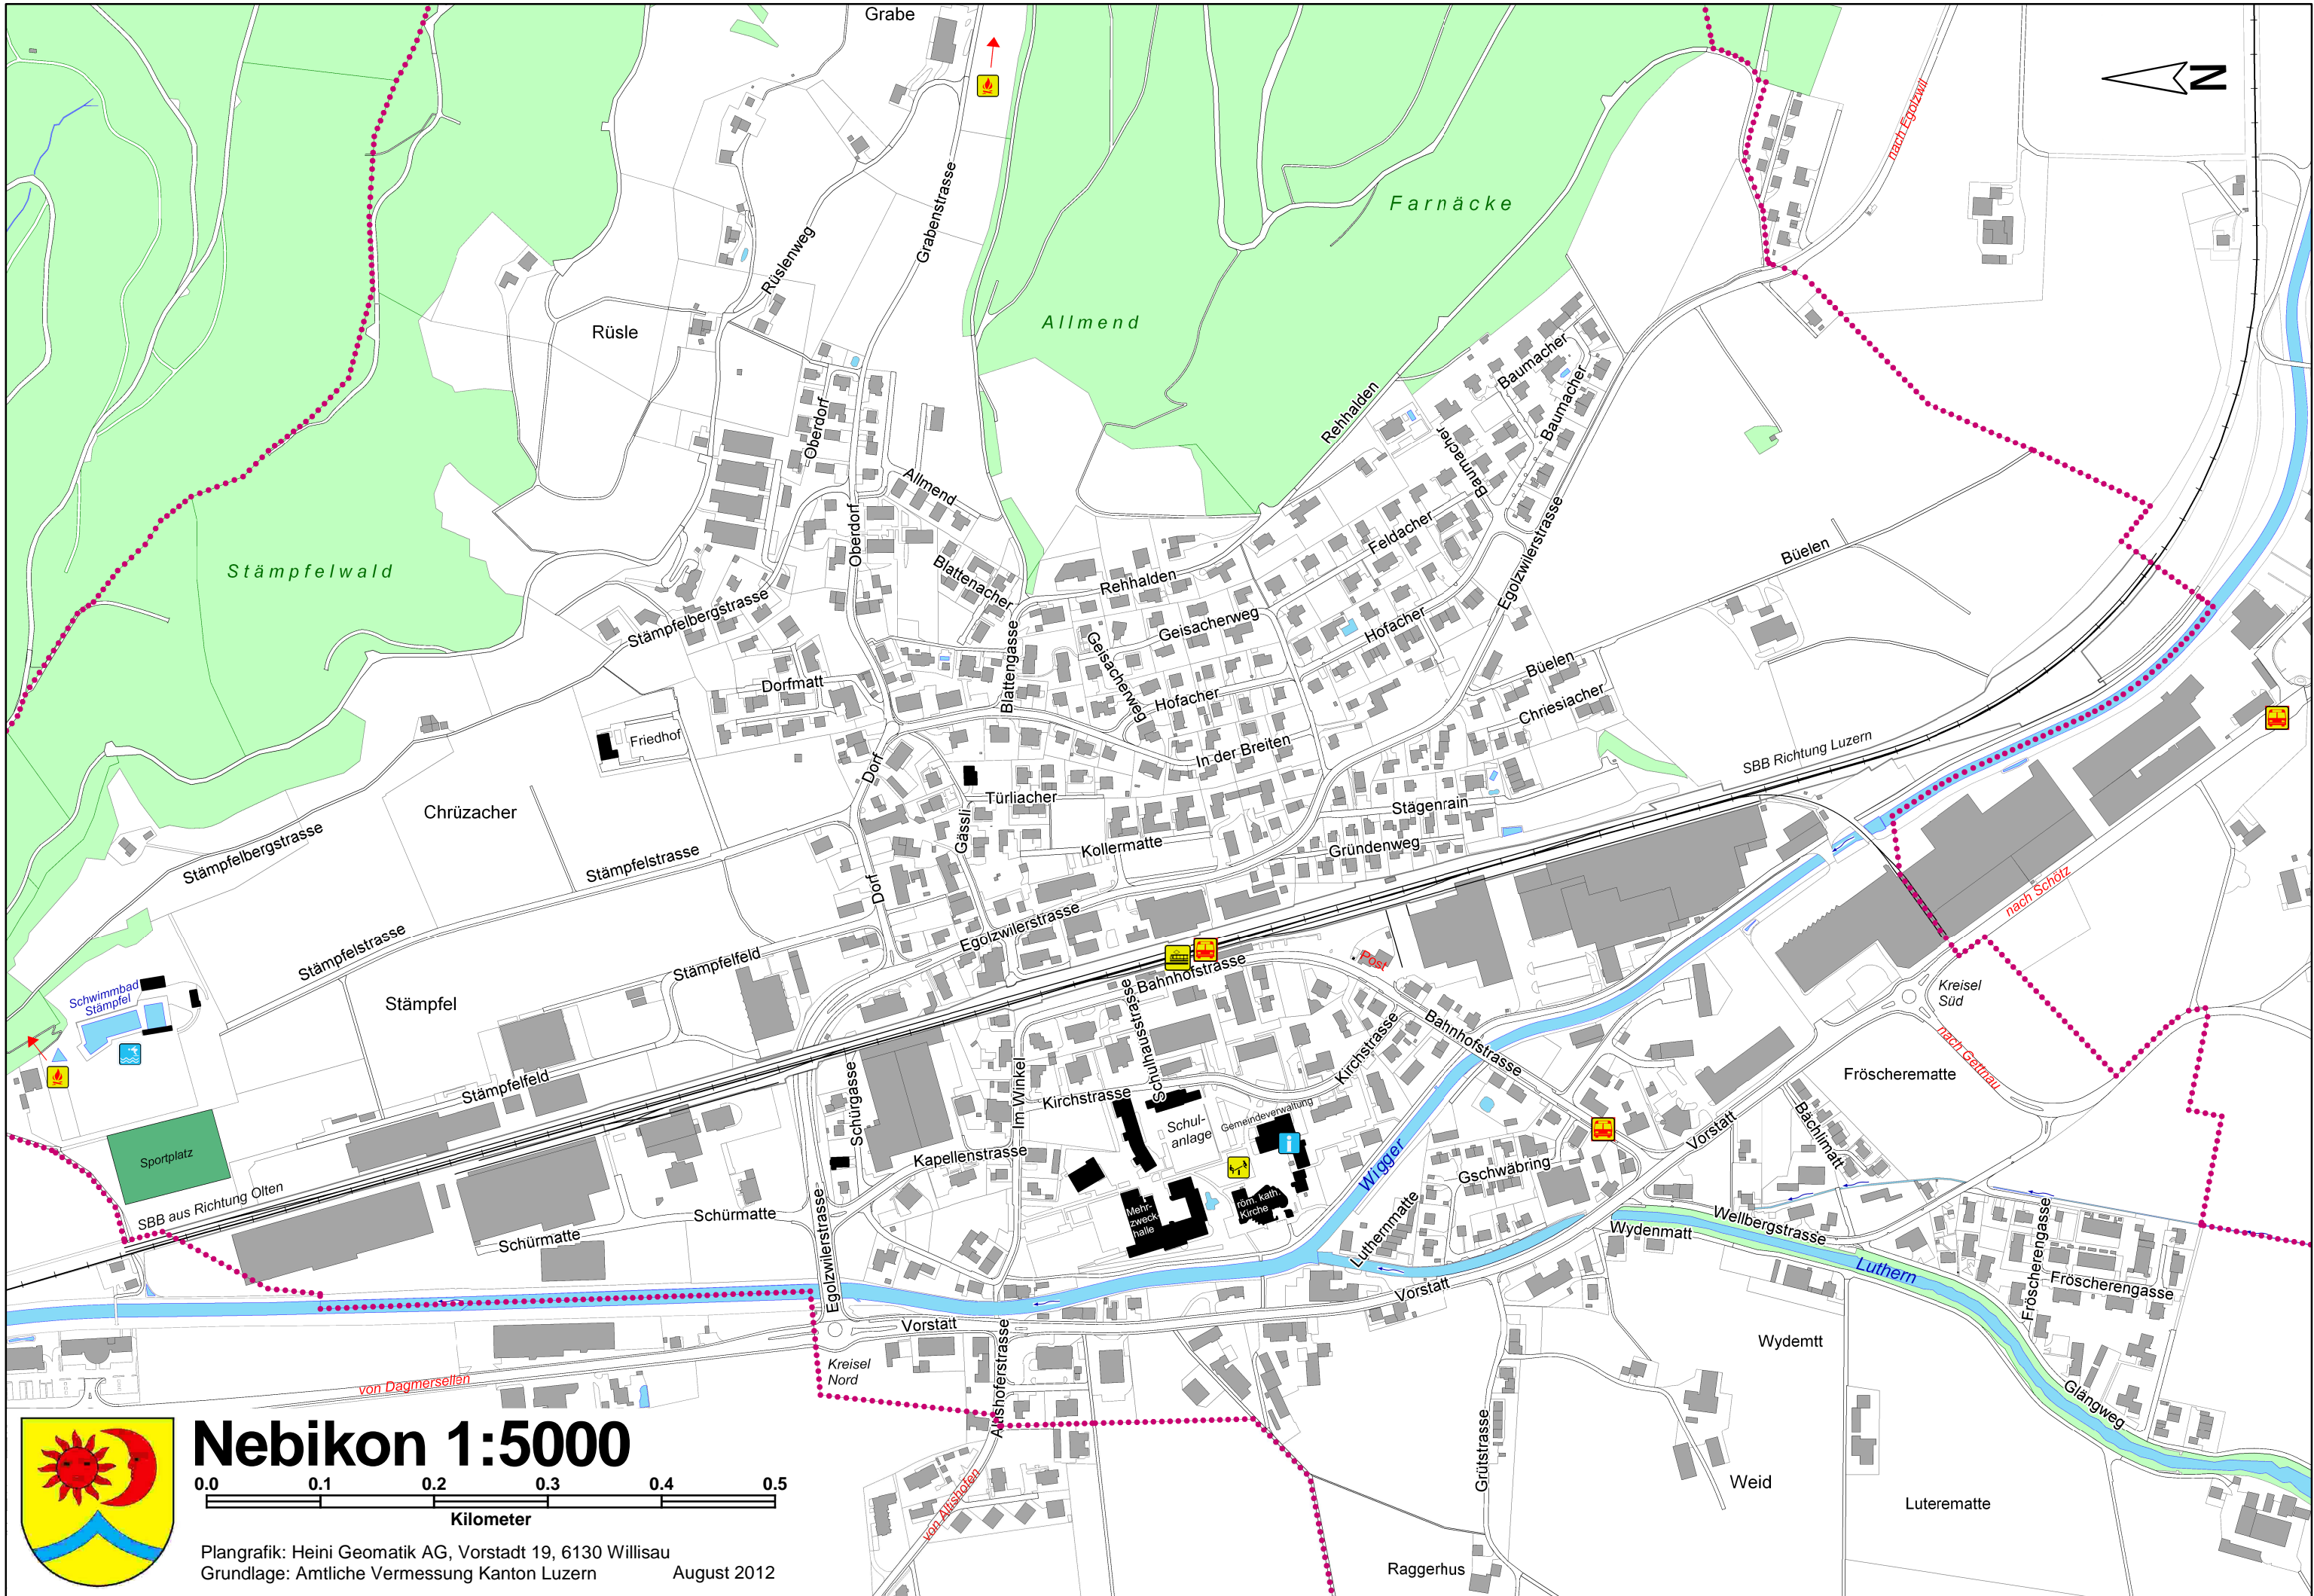 Grabe
N
nach Egolzwil
Farnäcke
Grabenstrasse
Rüslenweg
Allmend
Rüsle
Baumacher
Rehhalden
Baumacher
Oberdorf
Baumacher
Allmend
Oberdorf
Feldacher
Egolzwilerstrasse
Büelen
Stämpfelwald
Blattenacher
Rehhalden
Stämpfelbergstrasse
Geisacherweg
Hofacher
Blattengasse
Geisacherweg
Büelen
Dorfmatt
Hofacher
Chriesiacher
Friedhof
In der Breiten
SBB Richtung Luzern
Dorf
Türliacher
Stägenrain
Chrüzacher
Gässli
Kollermatte
Gründenweg
Stämpfelbergstrasse
Stämpfelstrasse
Dorf
nach Schötz
Egolzwilerstrasse
Stämpfelstrasse
Stämpfelfeld
Post
Bahnhofstrasse
Schwimmbad
Stämpfel
Stämpfel
Kreisel
Süd
Schulhausstrasse
Bahnhofstrasse
Kirchstrasse
nach Gettnau
Stämpfelfeld
Schürgasse
Im Winkel
Kirchstrasse
Fröscherematte
Schul-
anlage
Gemeindeverwaltung
Bächlimatt
Vorstatt
Sportplatz
Kapellenstrasse
Wigger
Gschwäbring
SBB aus Richtung Olten
Schürmatte
Schürmatte
Egolzwilerstrasse
Mehr-
zweck-
halle
röm. kath.
Kirche
Luthernmatte
Wydenmatt
Wellbergstrasse
Luthern
Fröscherengasse
Fröscherengasse
Vorstatt
Vorstatt
Altishoferstrasse
Wydemtt
Kreisel
Nord
von Dagmersellen
Glängweg
Grütstrasse
Weid
Luterematte
von Altishofen
Raggerhus
Nebikon 1:5000
0.0 0.1 0.2 0.3 0.4 0.5
Kilometer
Plangrafik: Heini Geomatik AG, Vorstadt 19, 6130 Willisau
Grundlage: Amtliche Vermessung Kanton Luzern August 2012